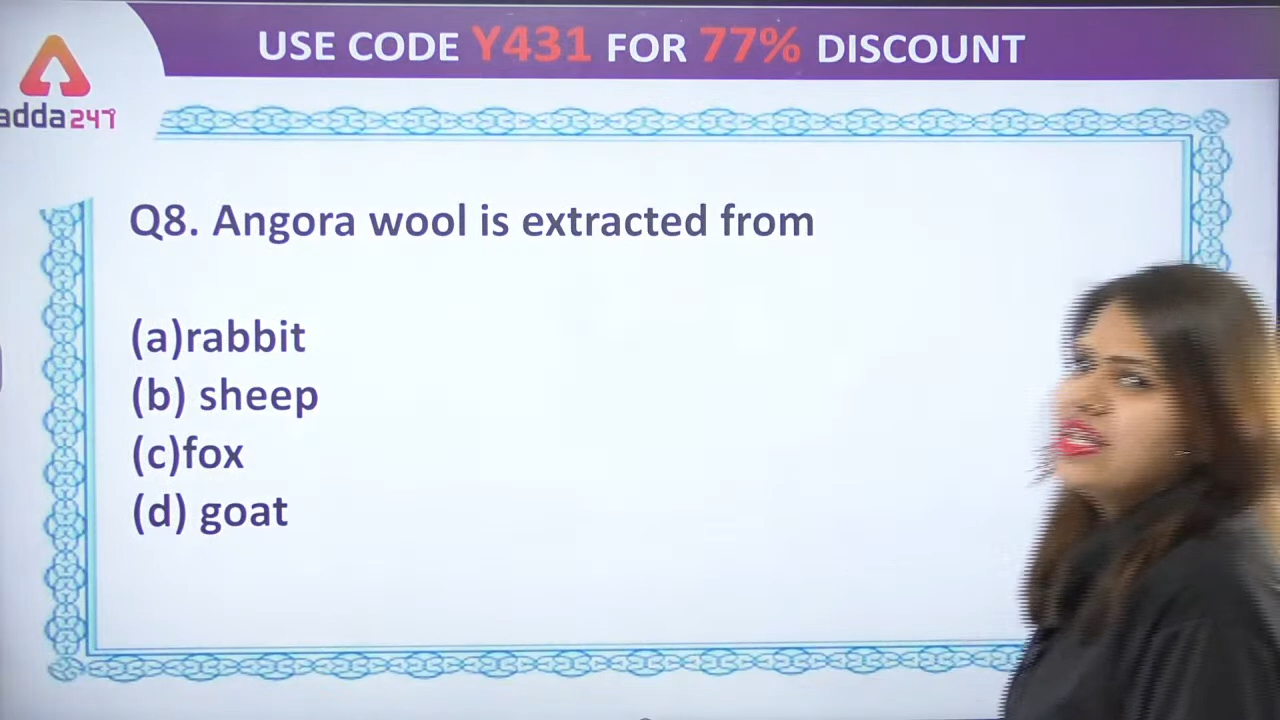 USE CODE Y431 FOR 77% DISCOUNT
adda247
Q8. Angora wool is extracted from
(a)rabbit
(b) sheep
(c)fox
(d) goat